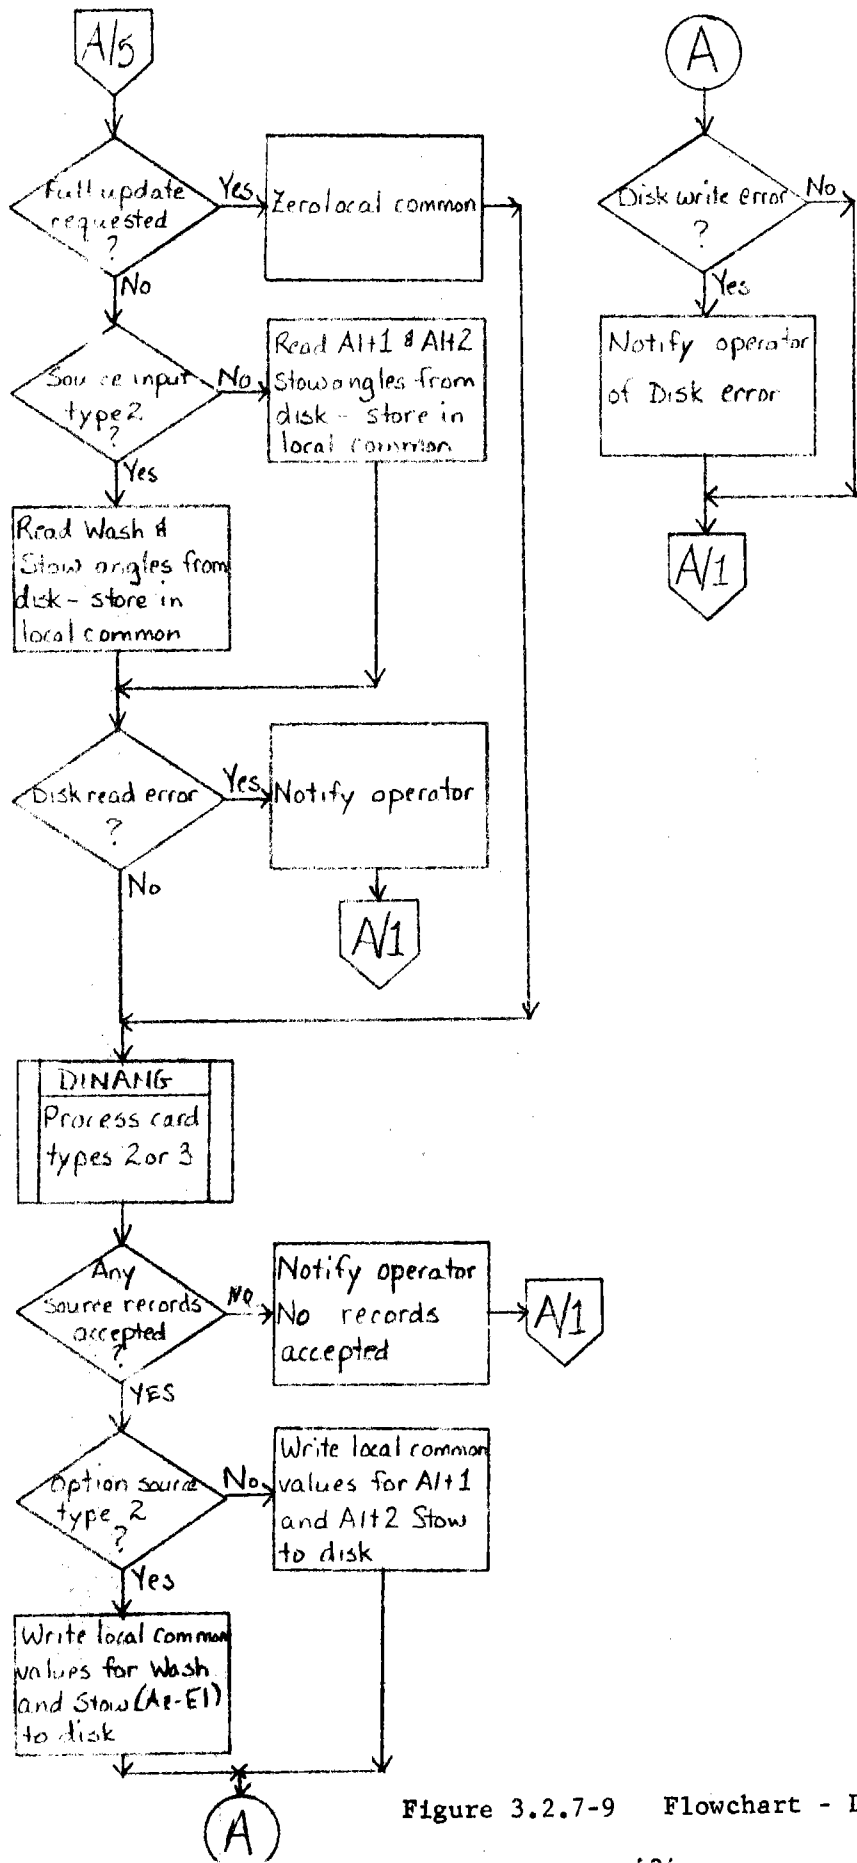 A/5
Full update
requested
?
Yes
Zero local common
No
Source input
type 2
?
No
Read Alt1 & Alt2
Stow angles from
disk - store in
local common
Yes
Read Wash &
Stow angles from
disk - store in
local common
Disk read error
?
Yes
Notify operator
A/1
No
DINANG
Process card
types 2 or 3
Any
source records
accepted
?
No
Notify operator
No records
accepted
A/1
YES
Option source
type 2
?
No
Write local common
values for Alt1
and Alt2 Stow
to disk
Yes
Write local common
values for Wash
and Stow (Az-El)
to disk
A
A
Disk write error
?
No
Yes
Notify operator
of Disk error
A/1
Figure 3.2.7-9 Flowchart -